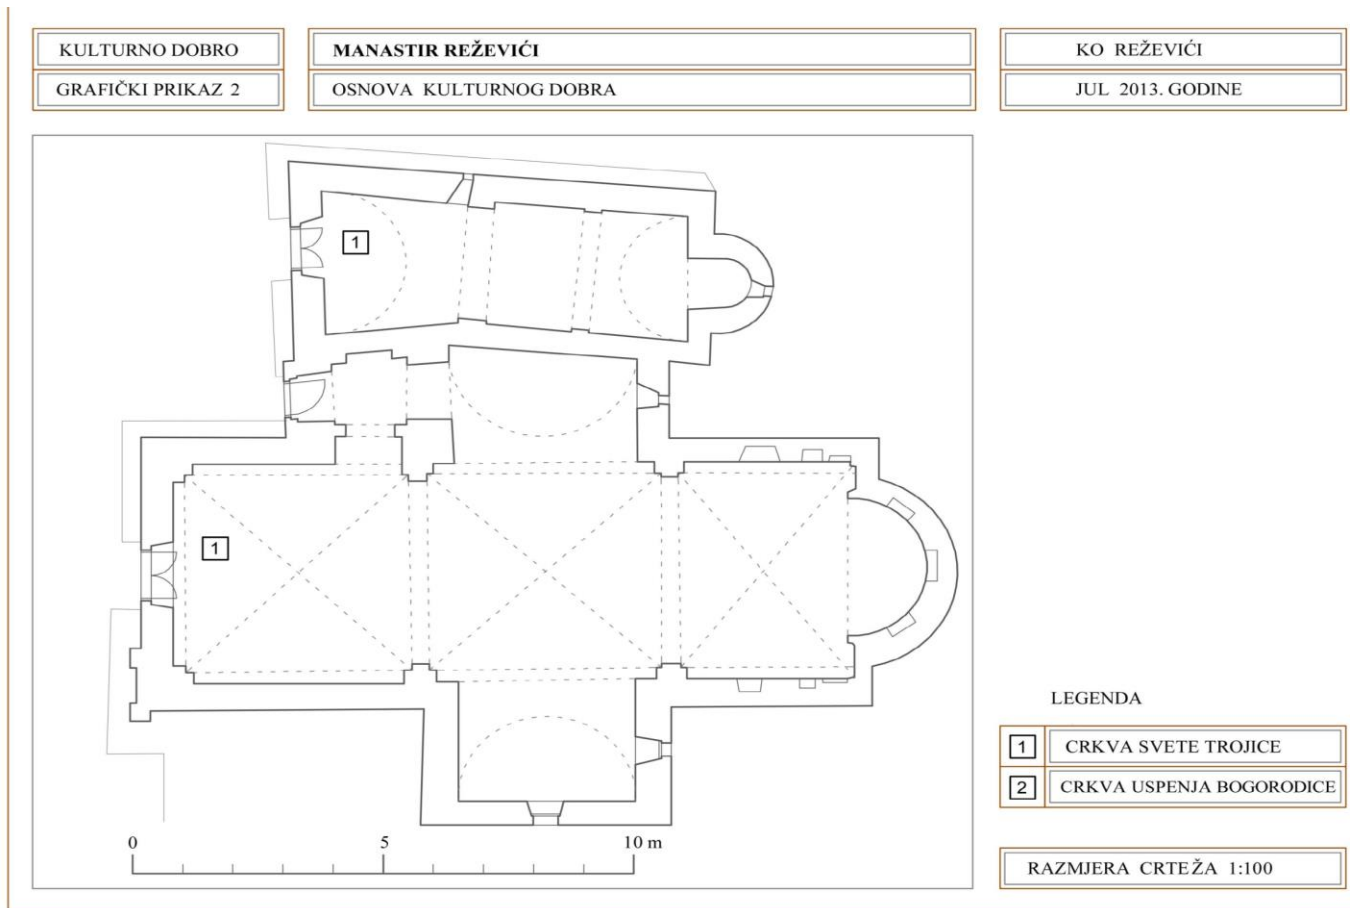 KULTURNO DOBRO
MANASTIR REŽEVIĆI
KO REŽEVIĆI
GRAFIČKI PRIKAZ 2
OSNOVA KULTURNOG DOBRA
JUL 2013. GODINE
1
1
LEGENDA
1 CRKVA SVETE TROJICE
2 CRKVA USPENJA BOGORODICE
0 5 10 m
RAZMJERA CRTEŽA 1:100